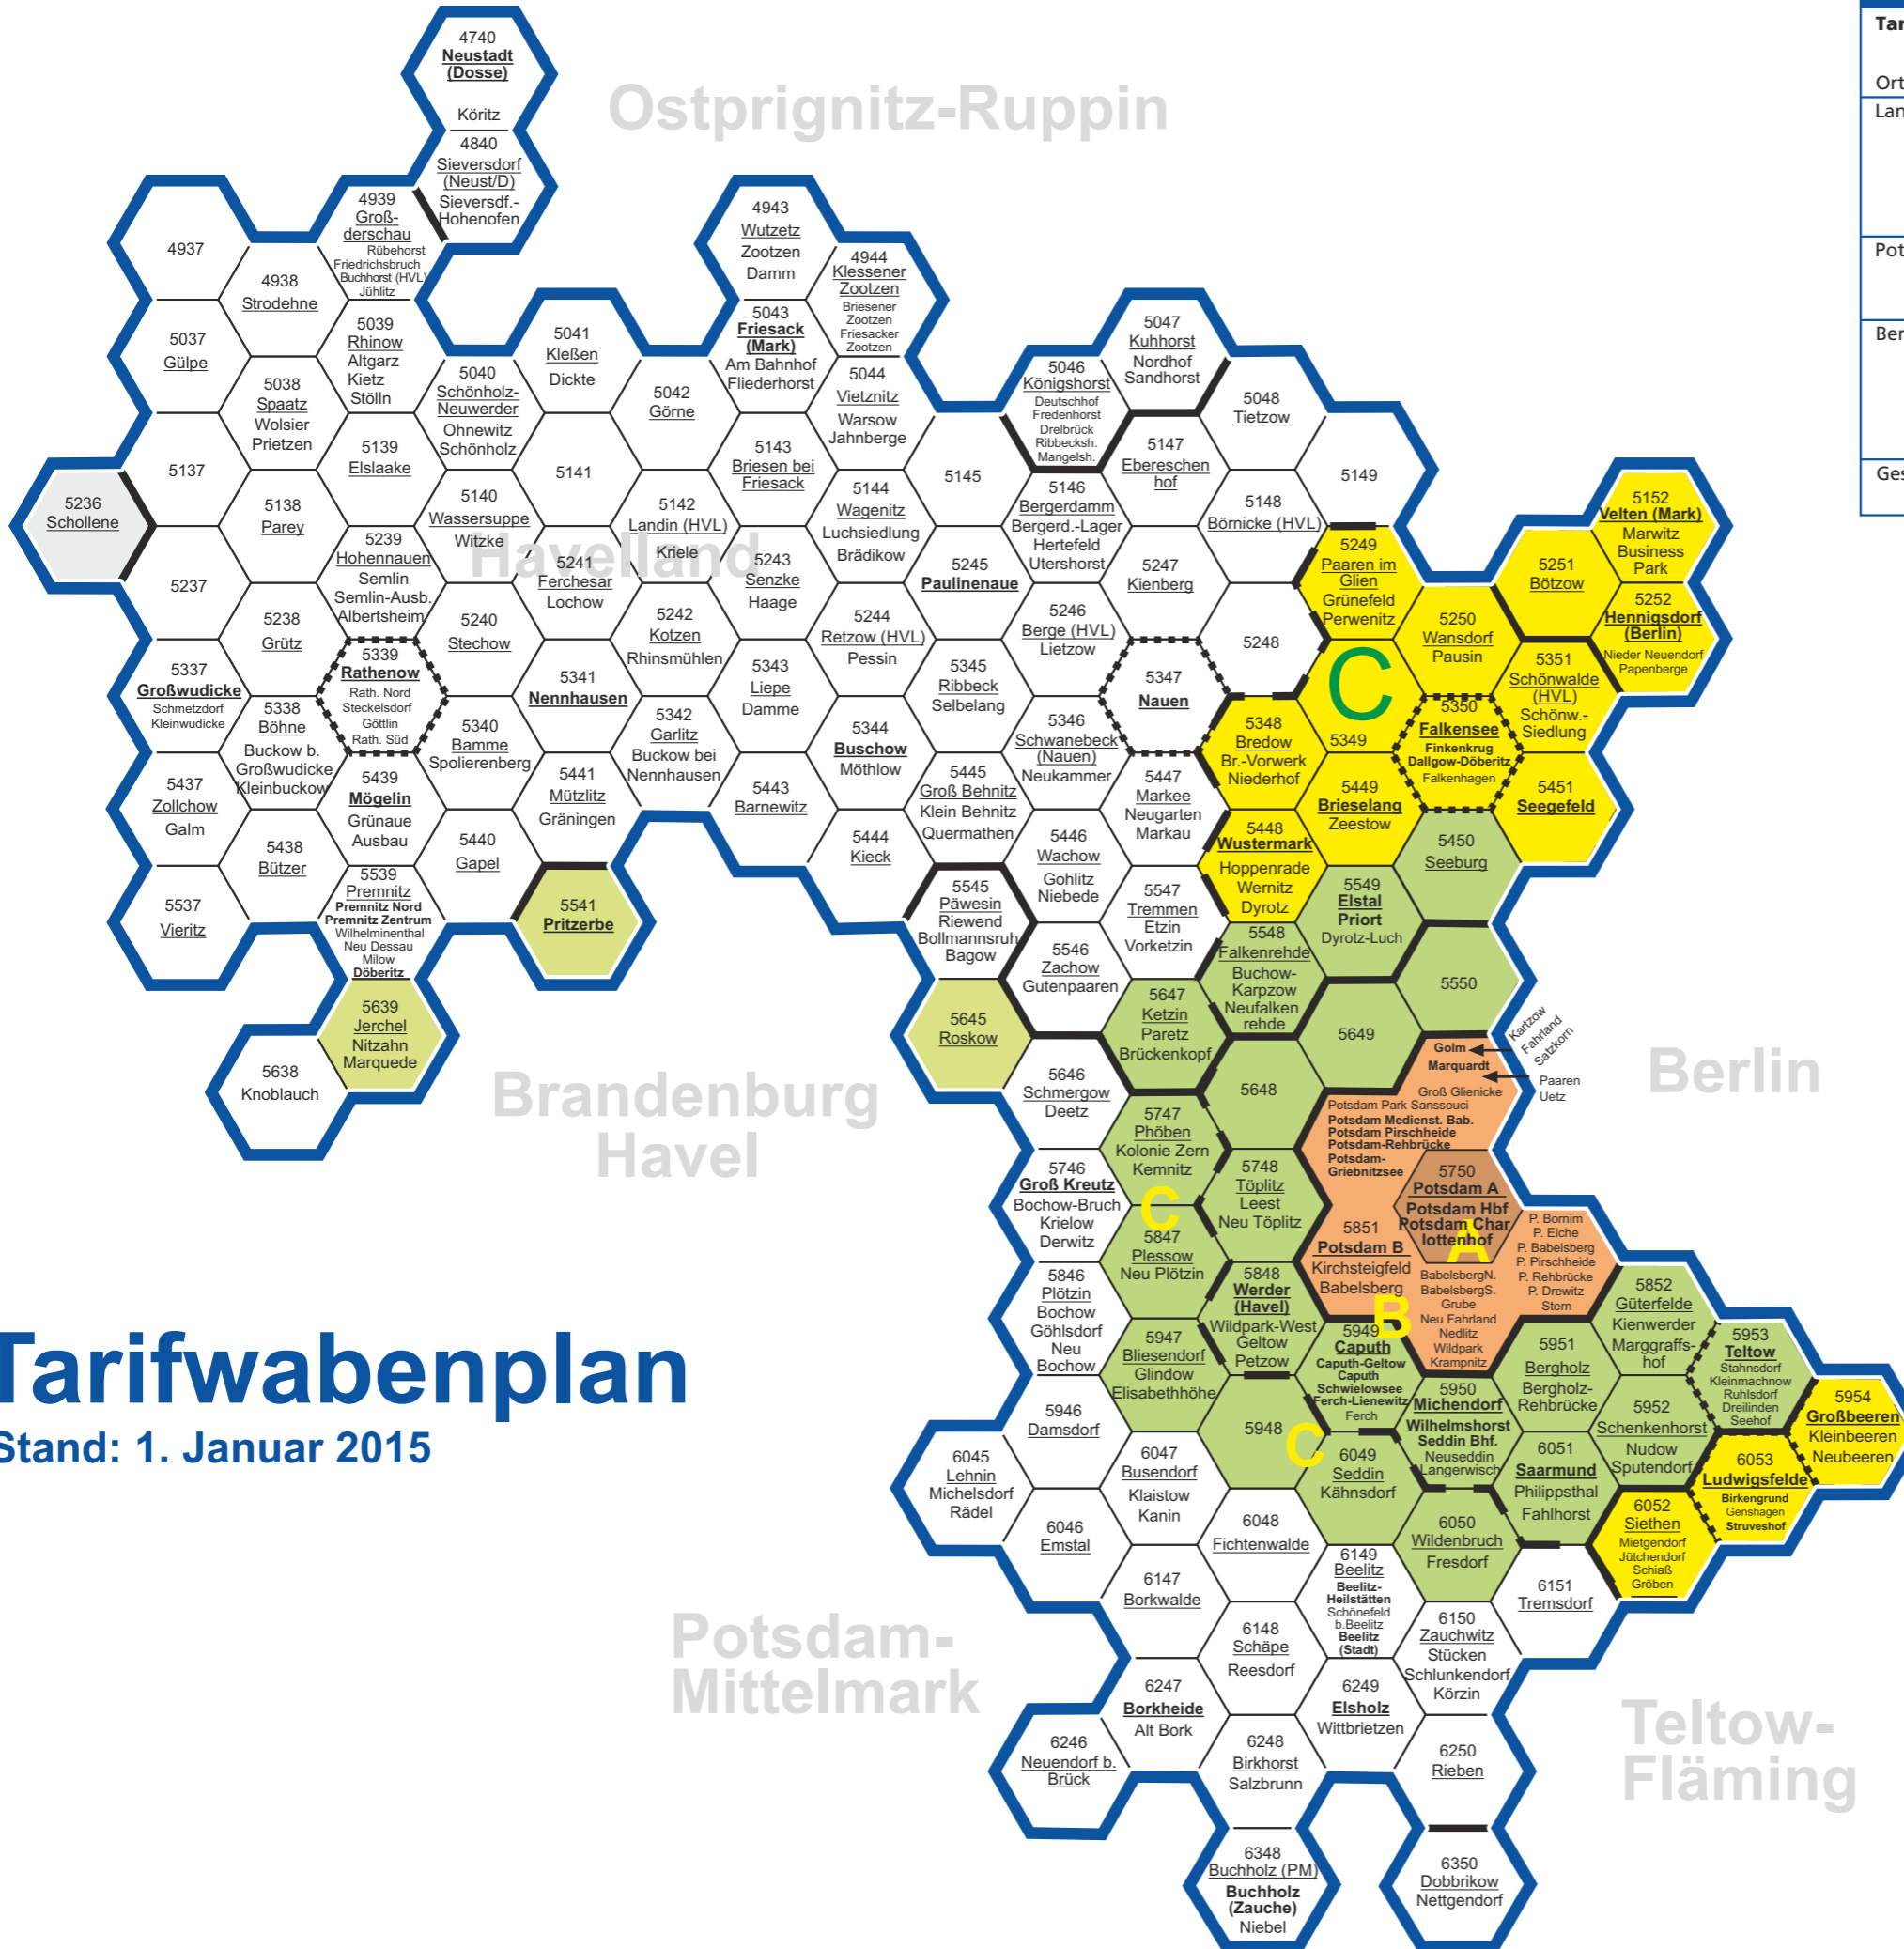 4740
Neustadt
(Dosse)
Köritz
4840
Sieversdorf
(Neust/D)
Sieversdf.-
Hohenofen
Ostprignitz-Ruppin
Tar
Ort
Lan
Pot
Ber
Ges
4937
4938
Strodehne
4939
Groß-
derschau
Rübehorst
Friedrichsbruch
Buchhorst (HVL)
Jühlitz
4943
Wutzetz
Zootzen
Damm
4944
Klessener
Zootzen
Briesener
Zootzen
Friesacker
Zootzen
5037
Gülpe
5038
Spaatz
Wolsier
Prietzen
5039
Rhinow
Altgarz
Kietz
Stölln
5040
Schönholz-
Neuwerder
Ohnewitz
Schönholz
5041
Kleßen
Dickte
5042
Görne
5043
Friesack
(Mark)
Am Bahnhof
Fliederhorst
5044
Vietznitz
Warsow
Jahnberge
5046
Königshorst
Deutschhof
Fredenhorst
Drelbrück
Ribbecksh.
Mangelsh.
5047
Kuhhorst
Nordhof
Sandhorst
5048
Tietzow
5137
5138
Parey
5139
Elslaake
5140
Wassersuppe
Witzke
5141
5142
Landin (HVL)
Kriele
5143
Briesen bei
Friesack
5144
Wagenitz
Luchsiedlung
Brädikow
5145
5146
Bergerdamm
Bergerd.-Lager
Hertefeld
Utershorst
5147
Ebereschen
hof
5148
Börnicke (HVL)
5149
5152
Velten (Mark)
Marwitz
Business
Park
5236
Schollene
Havelland
5237
5238
Grütz
5239
Hohennauen
Semlin
Semlin-Ausb.
Albertsheim
5240
Stechow
5241
Ferchesar
Lochow
5242
Kotzen
Rhinsmühlen
5243
Senzke
Haage
5244
Retzow (HVL)
Pessin
5245
Paulinenaue
5246
Berge (HVL)
Lietzow
5247
Kienberg
5248
5249
Paaren im
Glien
Grünefeld
Perwenitz
5250
Wansdorf
Pausin
5251
Bötzow
5252
Hennigsdorf
(Berlin)
Nieder Neuendorf
Papenberge
5337
Großwudicke
Schmetzdorf
Kleinwudicke
5338
Böhne
Buckow b.
Großwudicke
Kleinbuckow
5339
Rathenow
Rath. Nord
Steckelsdorf
Göttlin
Rath. Süd
5340
Bamme
Spolierenberg
5341
Nennhausen
5342
Garlitz
Buckow bei
Nennhausen
5343
Liepe
Damme
5344
Buschow
Möthlow
5345
Ribbeck
Selbelang
5346
Schwanebeck
(Nauen)
Neukammer
5347
Nauen
5348
Bredow
Br.-Vorwerk
Niederhof
C
5349
5350
Falkensee
Finkenkrug
Dallgow-Döberitz
Falkenhagen
5351
Schönwalde
(HVL)
Schönw.-
Siedlung
5437
Zollchow
Galm
5438
Bützer
5439
Mögelin
Grünaue
Ausbau
5440
Gapel
5441
Mützlitz
Gräningen
5443
Barnewitz
5444
Kieck
5445
Groß Behnitz
Klein Behnitz
Quermathen
5446
Wachow
Gohlitz
Niebede
5447
Markee
Neugarten
Markau
5448
Wustermark
Hoppenrade
Wernitz
Dyrotz
5449
Brieselang
Zeestow
5450
Seeburg
5451
Seegefeld
5537
Vieritz
5539
Premnitz
Premnitz Nord
Premnitz Zentrum
Wilhelminenthal
Neu Dessau
Milow
Döberitz
5541
Pritzerbe
5545
Päwesin
Riewend
Bollmannsruh
Bagow
5546
Zachow
Gutenpaaren
5547
Tremmen
Etzin
Vorketzin
5548
Falkenrehde
Buchow-
Karpzow
Neufalken
rehde
5549
Elstal
Priort
Dyrotz-Luch
5550
5638
Knoblauch
5639
Jerchel
Nitzahn
Marquede
5645
Roskow
5646
Schmergow
Deetz
5647
Ketzin
Paretz
Brückenkopf
5648
5649
Brandenburg
Havel
Berlin
Kartzow
Fahrland
Satzkorn
Golm
Marquardt
Paaren
Uetz
Groß Glienicke
Potsdam Park Sanssouci
Potsdam Medienst. Bab.
Potsdam Pirschheide
Potsdam-Rehbrücke
Potsdam-
Griebnitzsee
5746
Groß Kreutz
Bochow-Bruch
Krielow
Derwitz
5747
Phöben
Kolonie Zern
Kemnitz
C
5748
Töplitz
Leest
Neu Töplitz
5750
Potsdam A
Potsdam Hbf
Potsdam Char
lottenhof
A
5851
Potsdam B
Kirchsteigfeld
Babelsberg
B
BabelsbergN.
BabelsbergS.
Grube
Neu Fahrland
Nedlitz
Wildpark
Krampnitz
P. Bornim
P. Eiche
P. Babelsberg
P. Pirschheide
P. Rehbrücke
P. Drewitz
Stern
5846
Plötzin
Bochow
Göhlsdorf
Neu
Bochow
5847
Plessow
Neu Plötzin
5848
Werder
(Havel)
Wildpark-West
Geltow
Petzow
5852
Güterfelde
Kienwerder
Marggraffs-
hof
Tarifwabenplan
Stand: 1. Januar 2015
5946
Damsdorf
5947
Bliesendorf
Glindow
Elisabethhöhe
5948
C
5949
Caputh
Caputh-Geltow
Caputh
Schwielowsee
Ferch-Lienewitz
Ferch
5950
Michendorf
Wilhelmshorst
Seddin Bhf.
Neuseddin
Langerwisch
5951
Bergholz
Bergholz-
Rehbrücke
5952
Schenkenhorst
Nudow
Sputendorf
5953
Teltow
Stahnsdorf
Kleinmachnow
Ruhlsdorf
Dreilinden
Seehof
5954
Großbeeren
Kleinbeeren
Neubeeren
6045
Lehnin
Michelsdorf
Rädel
6046
Emstal
6047
Busendorf
Klaistow
Kanin
6048
Fichtenwalde
6049
Seddin
Kähnsdorf
6050
Wildenbruch
Fresdorf
6051
Saarmund
Philippsthal
Fahlhorst
6052
Siethen
Mietgendorf
Jütchendorf
Schiaß
Gröben
6053
Ludwigsfelde
Birkengrund
Genshagen
Struveshof
6147
Borkwalde
6148
Schäpe
Reesdorf
6149
Beelitz
Beelitz-
Heilstätten
Schönefeld
b.Beelitz
Beelitz
(Stadt)
6150
Zauchwitz
Stücken
Schlunkendorf
Körzin
6151
Tremsdorf
Potsdam-
Mittelmark
Teltow-
Fläming
6246
Neuendorf b.
Brück
6247
Borkheide
Alt Bork
6248
Birkhorst
Salzbrunn
6249
Elsholz
Wittbrietzen
6250
Rieben
6348
Buchholz (PM)
Buchholz
(Zauche)
Niebel
6350
Dobbrikow
Nettgendorf